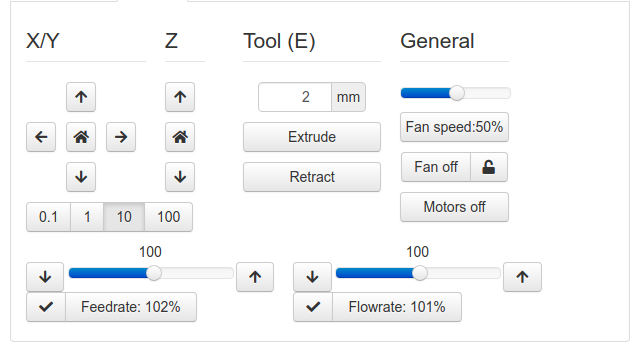 X/Y
Z
Tool (E)
General
2 mm
Extrude
Retract
Fan speed:50%
Fan off
Motors off
0.1 1 10 100
100
Feedrate: 102%
100
Flowrate: 101%